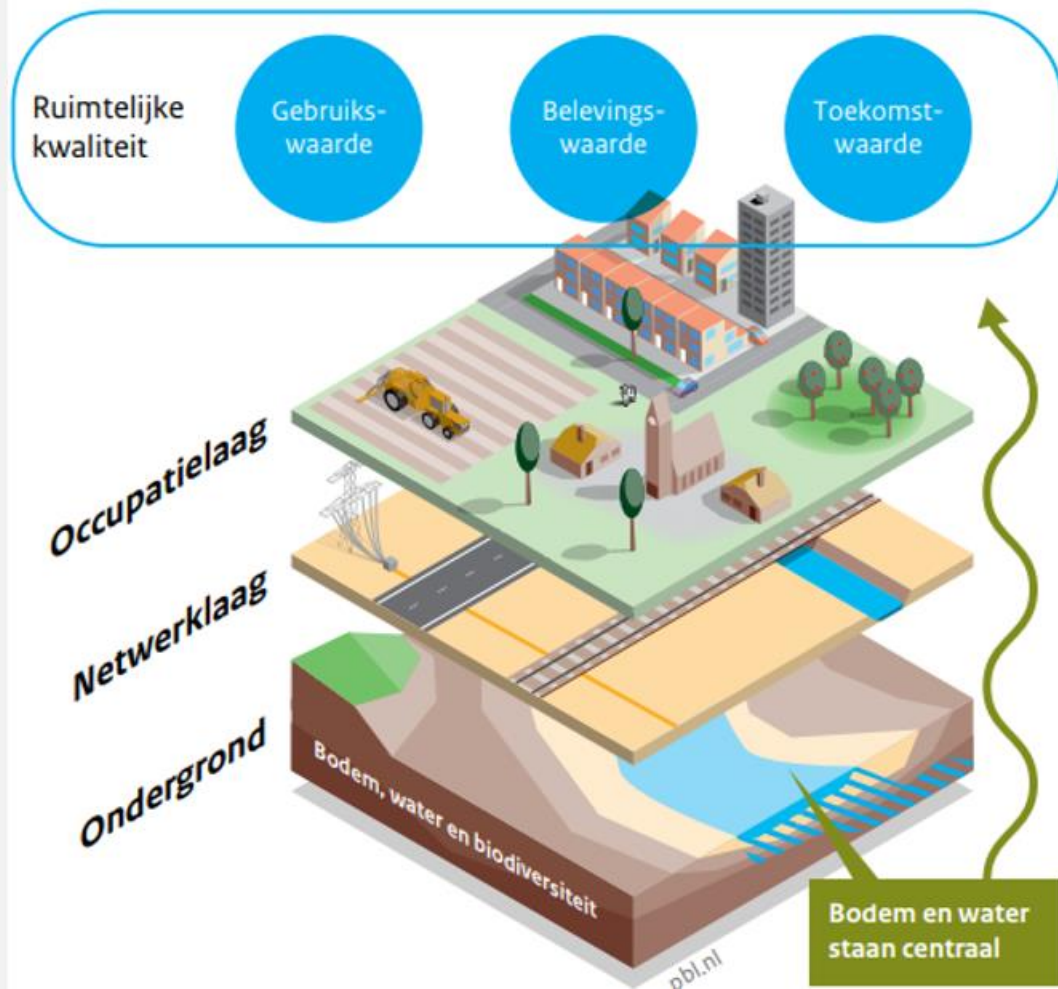 Ruimtelijke
kwaliteit
Gebruiks-
waarde
Belevings-
waarde
Toekomst-
waarde
Occupatielaag
Netwerklaag
Ondergrond
Bodem, water en biodiversiteit
Bodem en water
staan centraal
pbl.nl